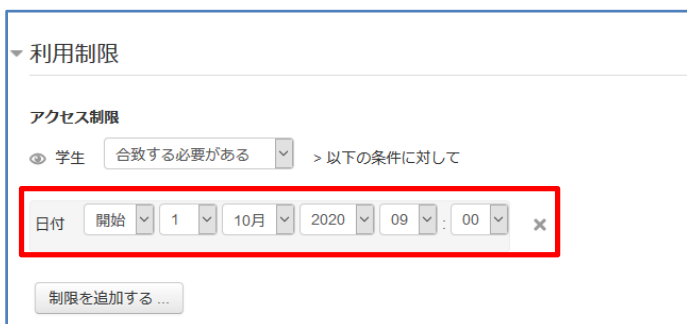 利用制限
アクセス制限
学生 合致する必要がある > 以下の条件に対して
日付 開始 1 10月 2020 09 : 00
制限を追加する ...